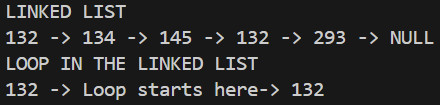 LINKED LIST
132 -> 134 -> 145 -> 132 -> 293 -> NULL
LOOP IN THE LINKED LIST
132 -> Loop starts here-> 132